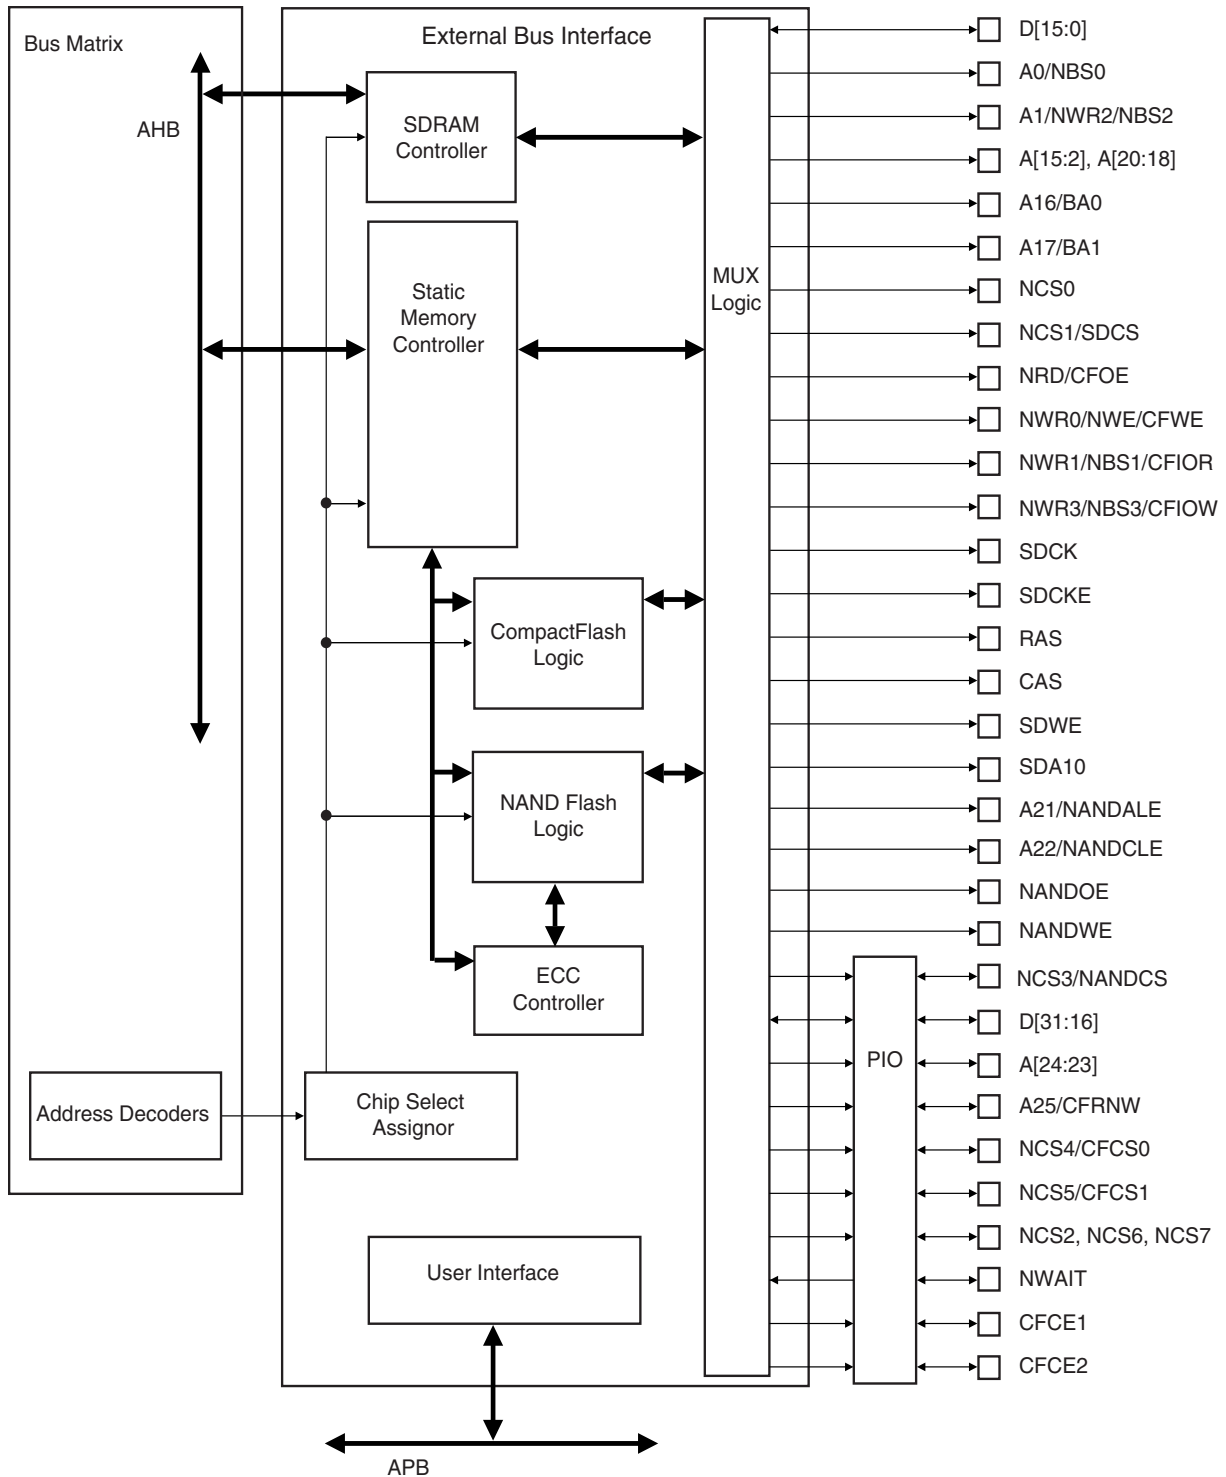 Bus Matrix
AHB
Address Decoders
External Bus Interface
SDRAM
Controller
Static
Memory
Controller
CompactFlash
Logic
NAND Flash
Logic
ECC
Controller
Chip Select
Assignor
User Interface
APB
MUX
Logic
PIO
D[15:0]
A0/NBS0
A1/NWR2/NBS2
A[15:2], A[20:18]
A16/BA0
A17/BA1
NCS0
NCS1/SDCS
NRD/CFOE
NWR0/NWE/CFWE
NWR1/NBS1/CFIOR
NWR3/NBS3/CFIOW
SDCK
SDCKE
RAS
CAS
SDWE
SDA10
A21/NANDALE
A22/NANDCLE
NANDOE
NANDWE
NCS3/NANDCS
D[31:16]
A[24:23]
A25/CFRNW
NCS4/CFCS0
NCS5/CFCS1
NCS2, NCS6, NCS7
NWAIT
CFCE1
CFCE2